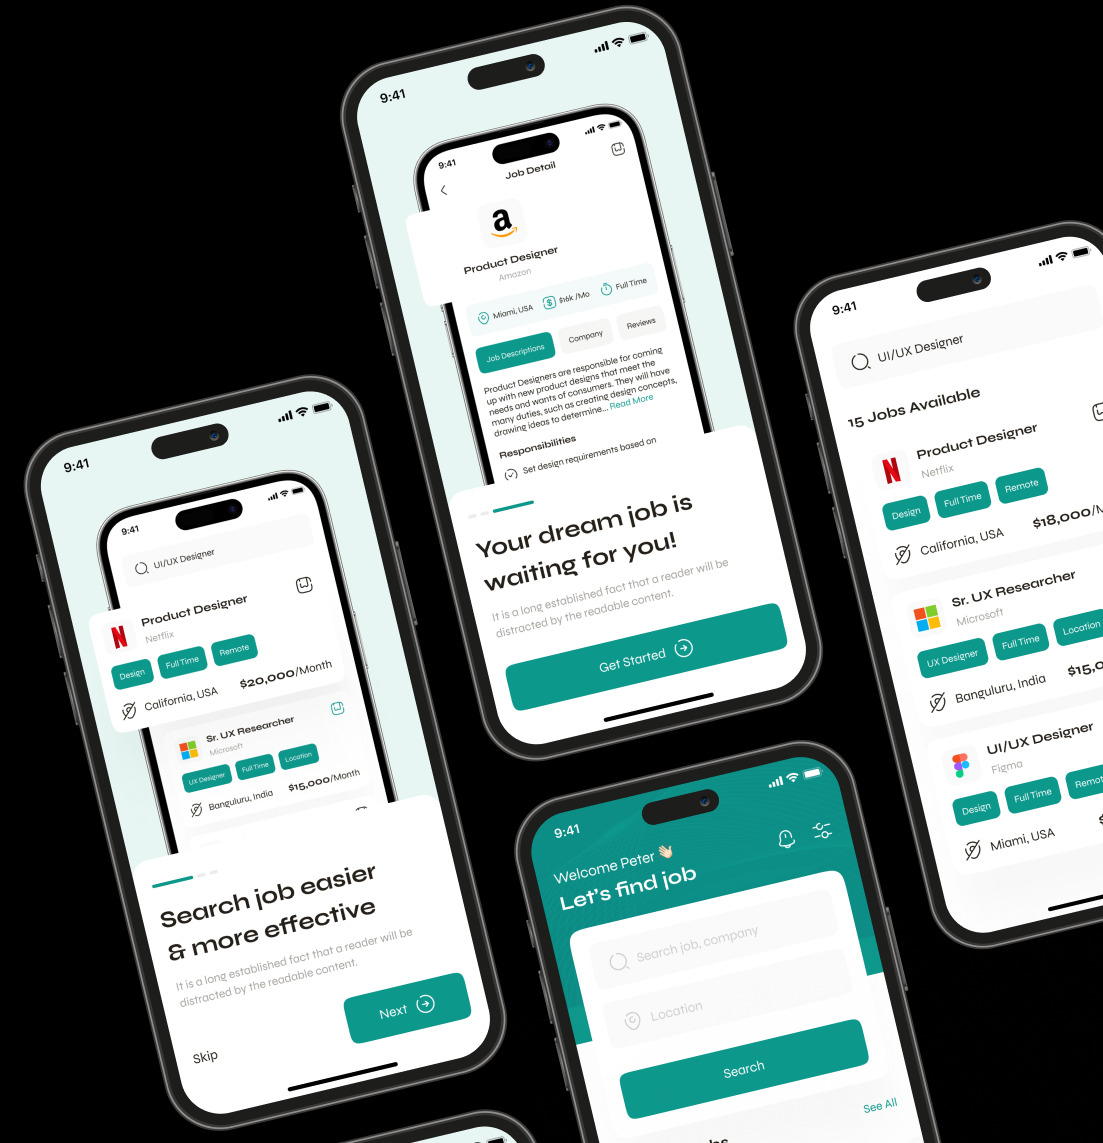 9:41
9:41
Job Detail
a
Product Designer
Amazon
Miami, USA
$16k /Mo
Full Time
Job Descriptions
Company
Reviews
Product Designers are responsible for coming
up with new product designs that meet the
needs and wants of consumers. They will have
many duties, such as creating design concepts,
drawing ideas to determine... Read More
Responsibilities
Set design requirements based on
Your dream job is
waiting for you!
It is a long established fact that a reader will be
distracted by the readable content.
Get Started
9:41
UI/UX Designer
15 Jobs Available
Product Designer
Netflix
Design
Full Time
Remote
California, USA
$18,000/M
Sr. UX Researcher
Microsoft
UX Designer
Full Time
Location
Banguluru, India
$15,0
UI/UX Designer
Figma
Design
Full Time
Remot
Miami, USA
9:41
9:41
UI/UX Designer
N
Product Designer
Netflix
Design
Full Time
Remote
California, USA
$20,000/Month
Sr. UX Researcher
Microsoft
UX Designer
Full Time
Location
Banguluru, India
$15,000/Month
Search job easier
& more effective
It is a long established fact that a reader will be
distracted by the readable content.
Next
Skip
9:41
Welcome Peter 👋🏻
Let's find job
Search job, company
Location
Search
See All